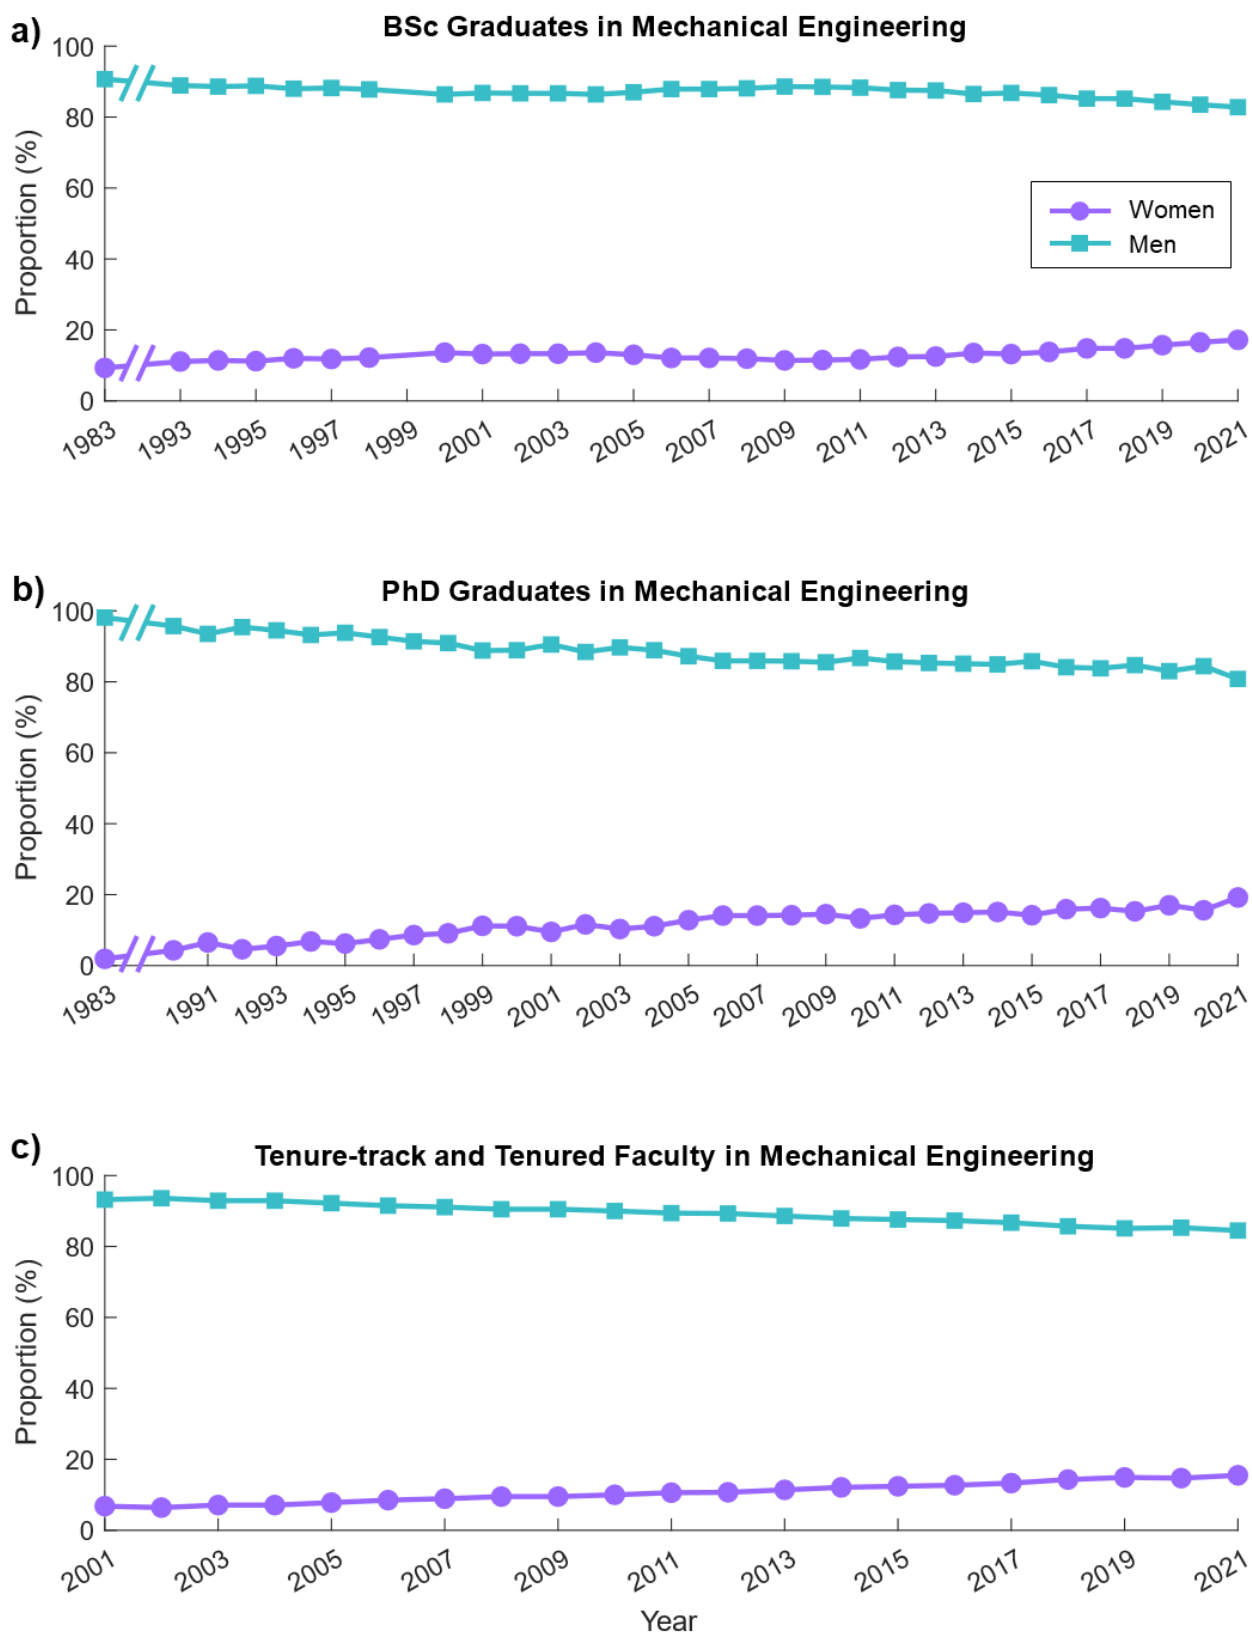 a)
BSc Graduates in Mechanical Engineering
100
80
60
40
20
0
Proportion (%)
Women
Men
1983 1993 1995 1997 1999 2001 2003 2005 2007 2009 2011 2013 2015 2017 2019 2021
b)
PhD Graduates in Mechanical Engineering
100
80
60
40
20
0
Proportion (%)
1983 1991 1993 1995 1997 1999 2001 2003 2005 2007 2009 2011 2013 2015 2017 2019 2021
c)
Tenure-track and Tenured Faculty in Mechanical Engineering
100
80
60
40
20
0
Proportion (%)
2001 2003 2005 2007 2009 2011 2013 2015 2017 2019 2021
Year